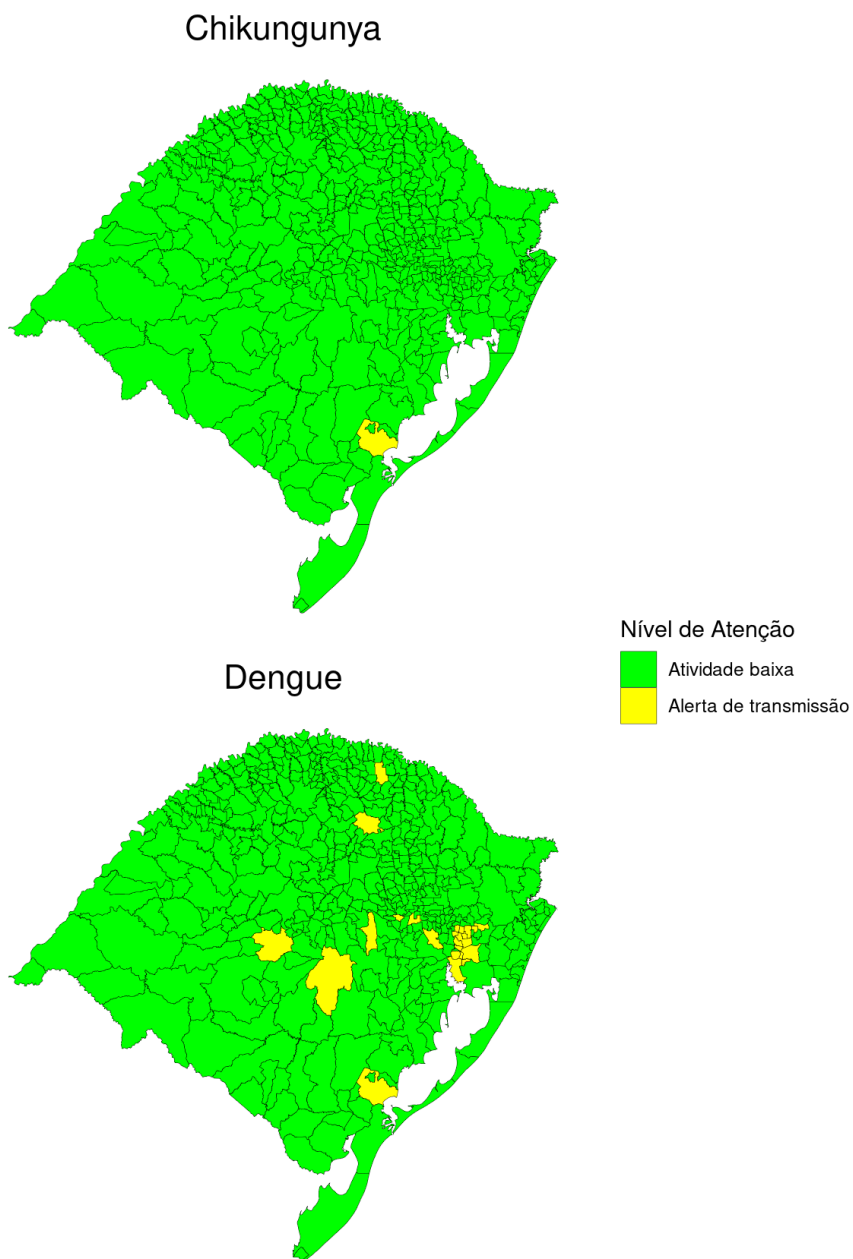 Chikungunya
Nível de Atenção
Atividade baixa
Alerta de transmissão
Dengue